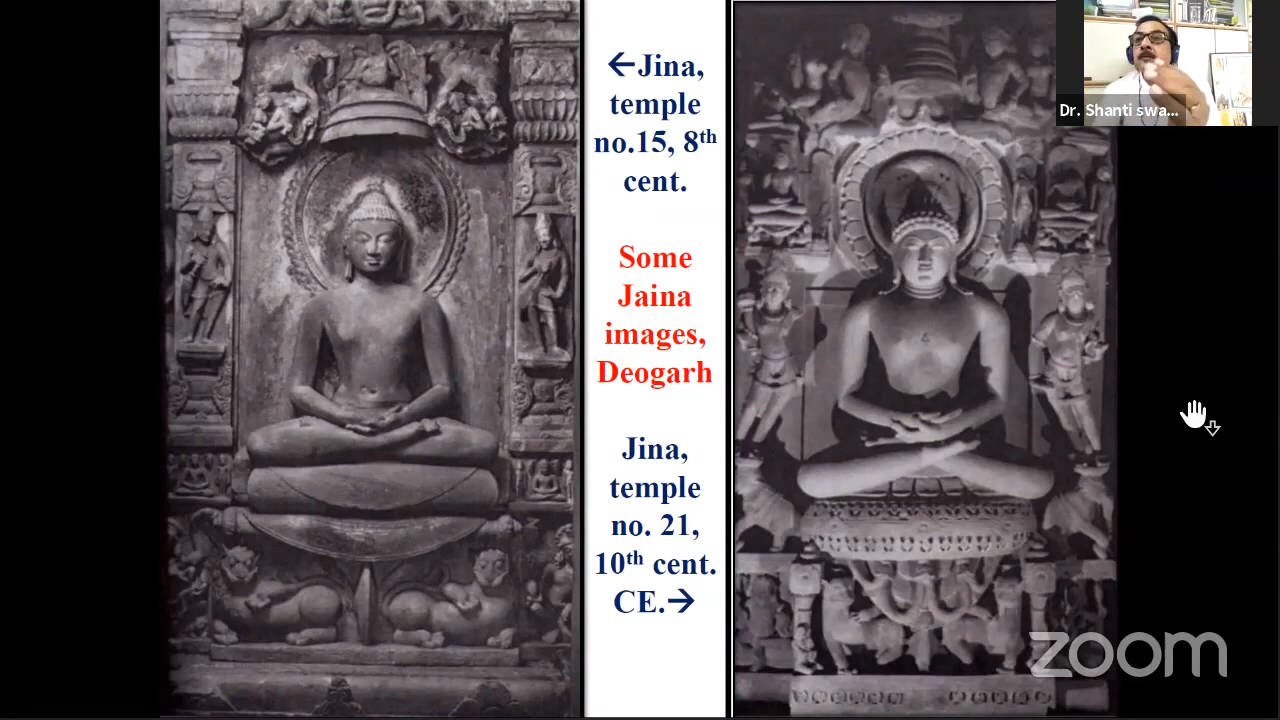 ←Jina,
temple
no.15, 8th
cent.
Some
Jaina
images,
Deogarh
Jina,
temple
no. 21,
10th cent.
CE.→
Dr. Shanti swa...
zoom